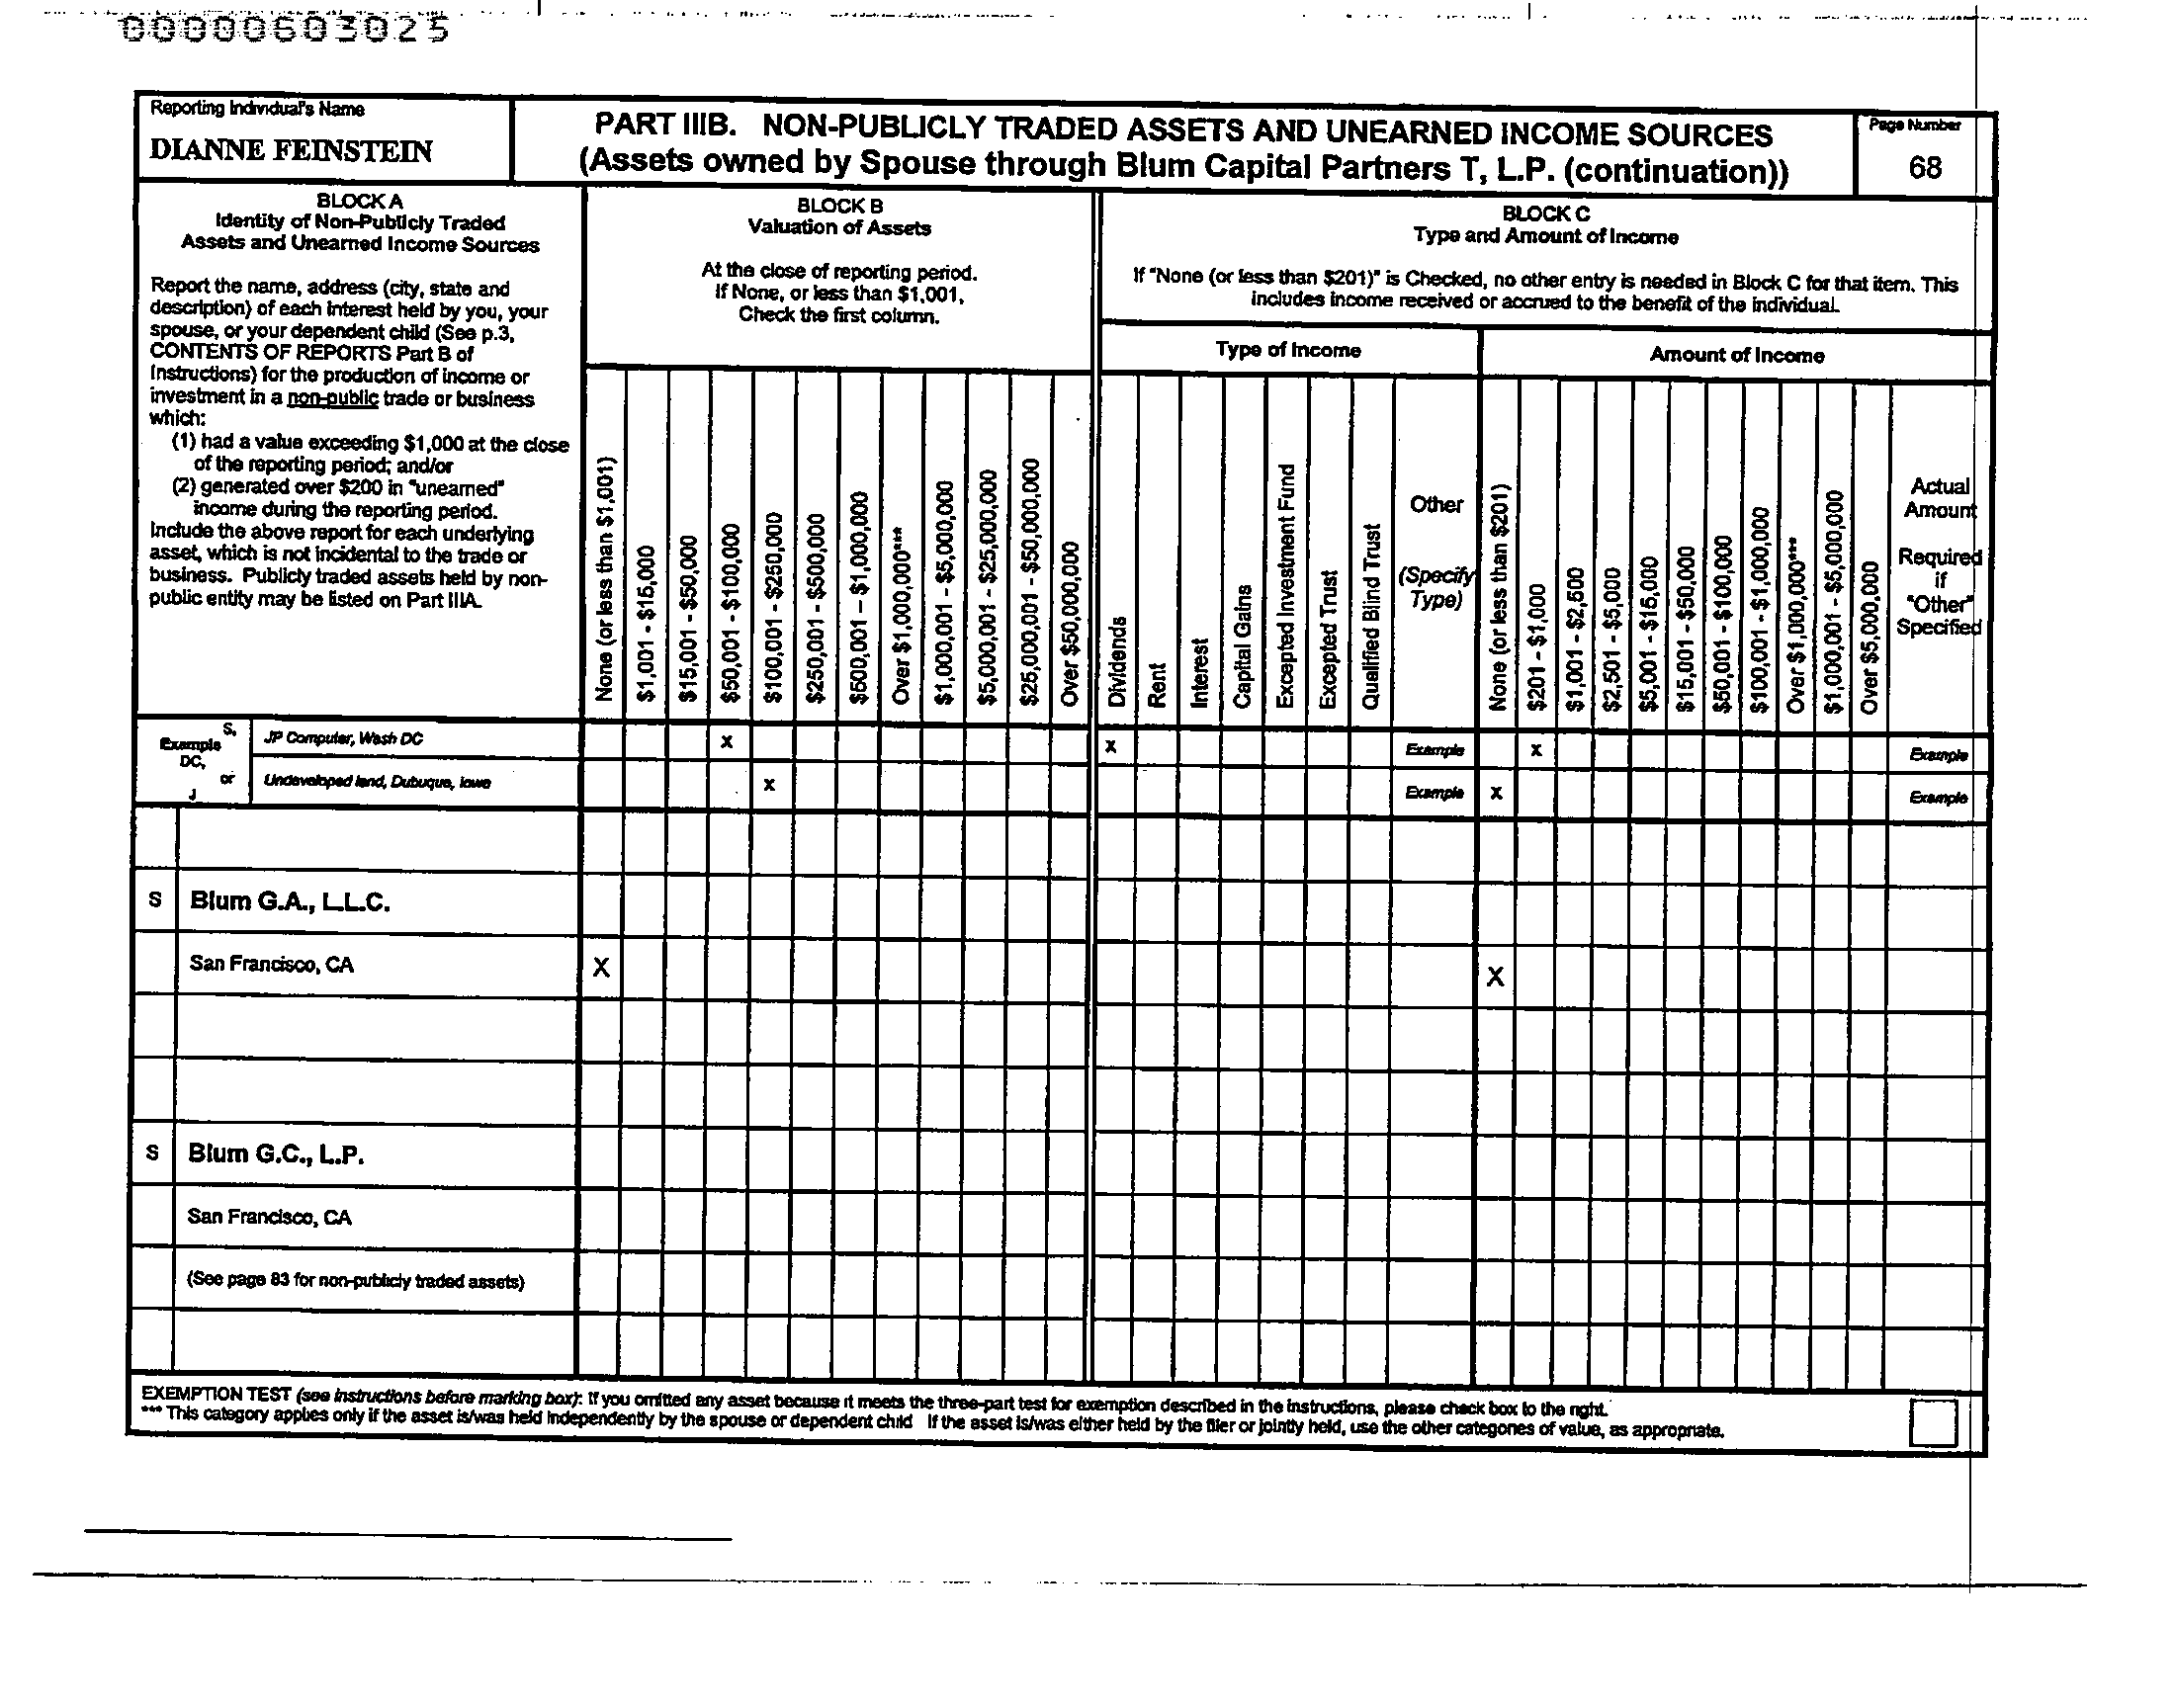 00000603025
Reporting Individual's Name
DIANNE FEINSTEIN
PART IIIB. NON-PUBLICLY TRADED ASSETS AND UNEARNED INCOME SOURCES
(Assets owned by Spouse through Blum Capital Partners T, L.P. (continuation))
Page Number
68
BLOCK A
Identity of Non-Publicly Traded
Assets and Unearned Income Sources
Report the name, address (city, state and
description) of each interest held by you, your
spouse, or your dependent child (See p.3,
CONTENTS OF REPORTS Part B of
Instructions) for the production of income or
investment in a non-public trade or business
which:
(1) had a value exceeding $1,000 at the close
of the reporting period; and/or
(2) generated over $200 in "unearned"
income during the reporting period.
Include the above report for each underlying
asset, which is not incidental to the trade or
business. Publicly traded assets held by non-
public entity may be listed on Part IIIA.
BLOCK B
Valuation of Assets
At the close of reporting period.
If None, or less than $1,001,
Check the first column.
None (or less than $1,001)
$1,001 - $15,000
$15,001 - $50,000
$50,001 - $100,000
$100,001 - $250,000
$250,001 - $500,000
$500,001 – $1,000,000
Over $1,000,000***
$1,000,001 - $5,000,000
$5,000,001 - $25,000,000
$25,000,001 - $50,000,000
Over $50,000,000
BLOCK C
Type and Amount of Income
If "None (or less than $201)" is Checked, no other entry is needed in Block C for that item. This
includes income received or accrued to the benefit of the individual.
Type of Income
Amount of Income
Dividends
Rent
Interest
Capital Gains
Excepted Investment Fund
Excepted Trust
Qualified Blind Trust
Other
(Specify
Type)
None (or less than $201)
$201 - $1,000
$1,001 - $2,500
$2,501 - $5,000
$5,001 - $15,000
$15,001 - $50,000
$50,001 - $100,000
$100,001 - $1,000,000
Over $1,000,000***
$1,000,001 - $5,000,000
Over $5,000,000
Actual
Amount
Required
if
"Other"
Specified
Example
S,
DC,
or
J
JP Computer, Wash DC X X Example X Example
Undeveloped land, Dubuque, Iowa X Example X Example
S Blum G.A., L.L.C.
San Francisco, CA X X
S Blum G.C., L.P.
San Francisco, CA
(See page 83 for non-publicly traded assets)
EXEMPTION TEST (see instructions before marking box): If you omitted any asset because it meets the three-part test for exemption described in the instructions, please check box to the right.
*** This category applies only if the asset is/was held independently by the spouse or dependent child If the asset is/was either held by the filer or jointly held, use the other categories of value, as appropriate.